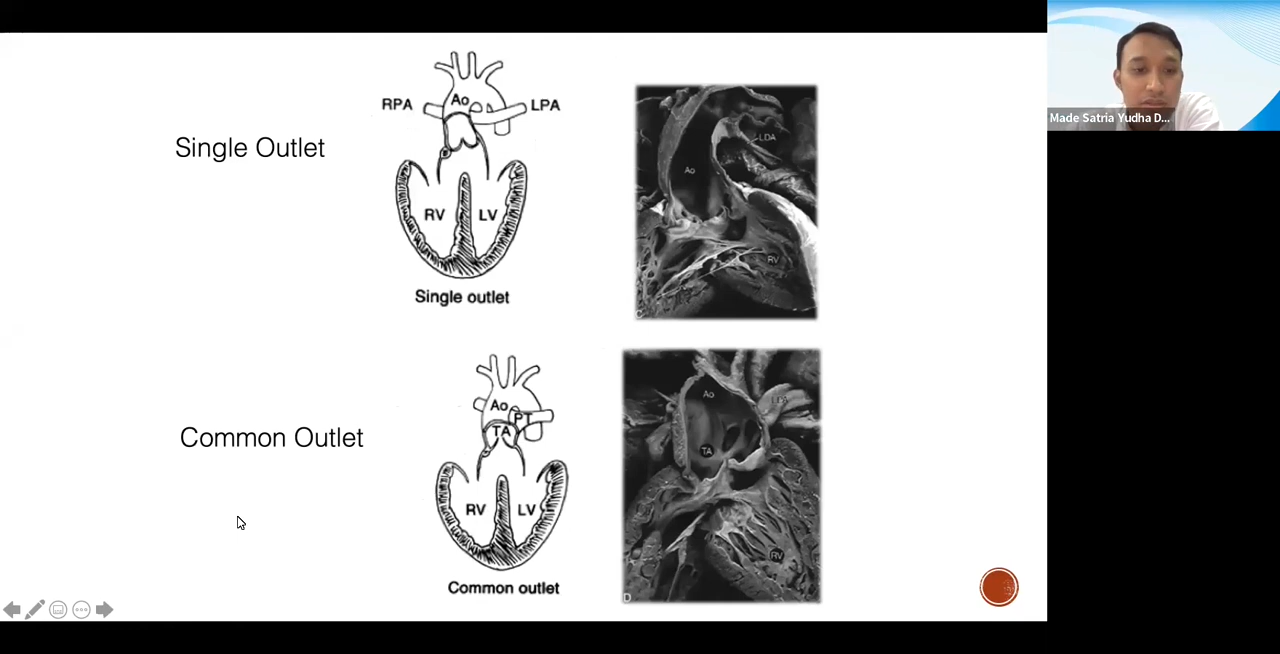 Made Satria Yudha D...
Single Outlet
RPA
Ao
LPA
RV
LV
Single outlet
Ao
LDA
RV
C
Common Outlet
Ao
PT
TA
RV
LV
Common outlet
Ao
TA
RV
D